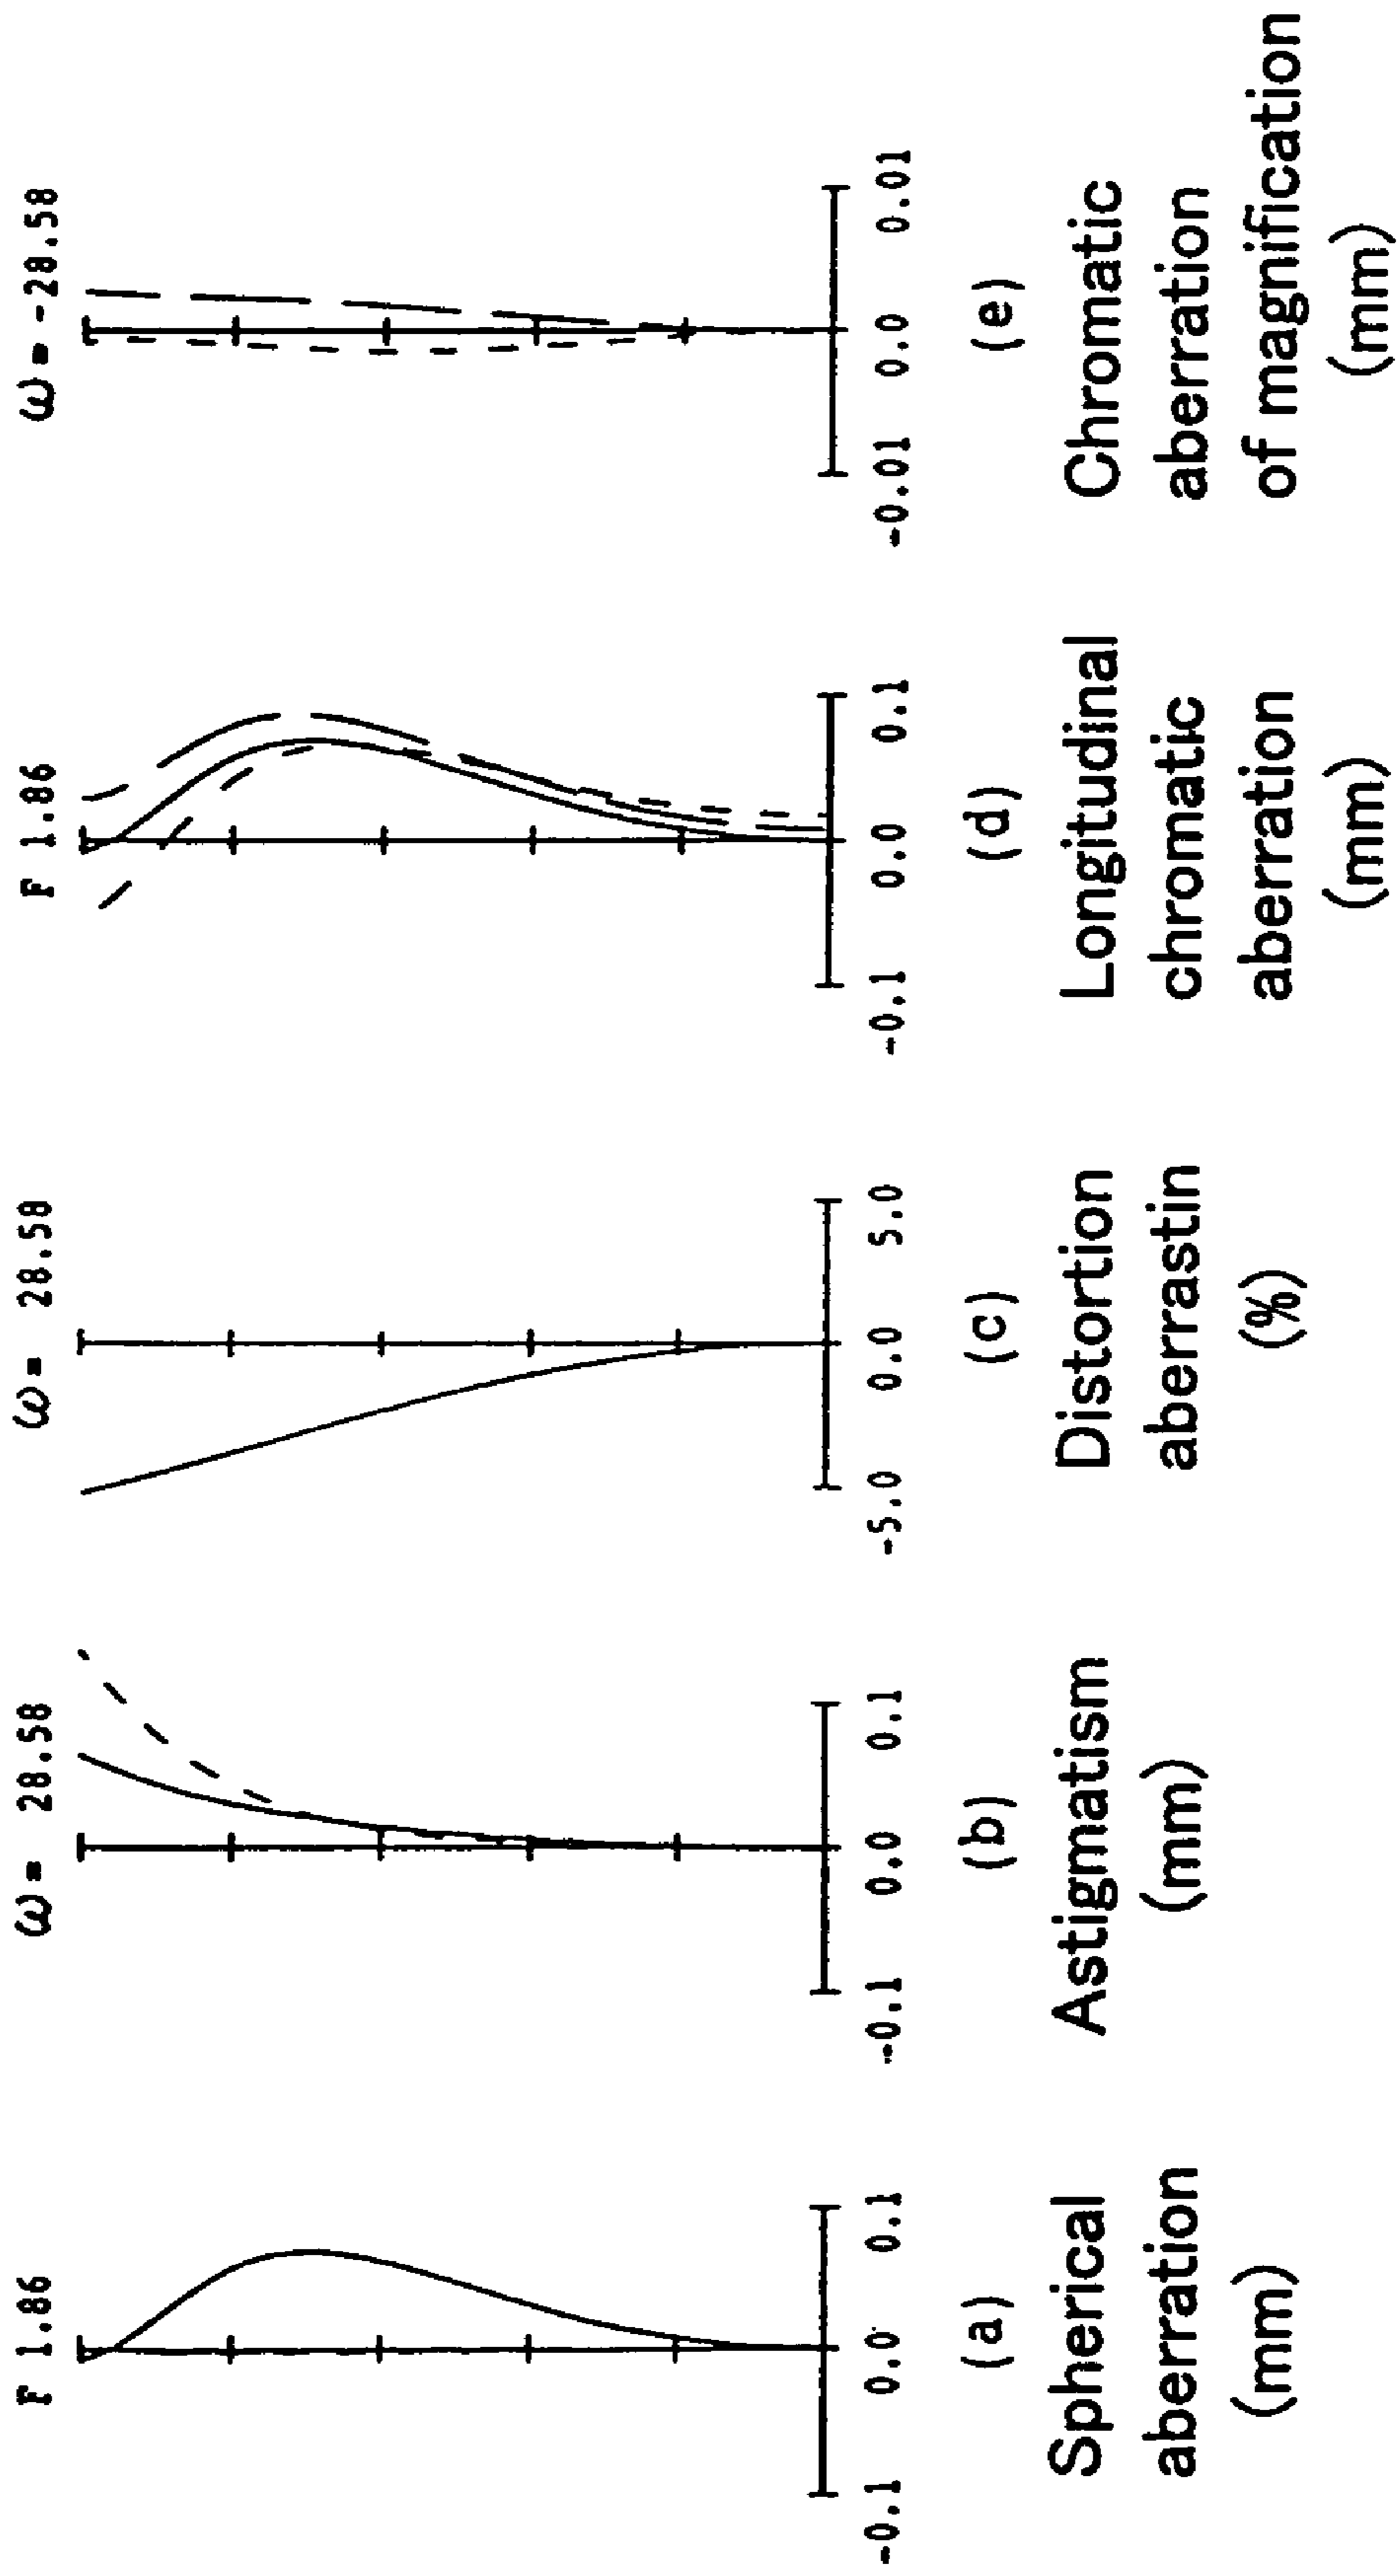 F 1.86
-0.1 0.0 0.1
(a)
Spherical
aberration
(mm)
ω= 28.58
-0.1 0.0 0.1
(b)
Astigmatism
(mm)
ω= 28.58
-5.0 0.0 5.0
(c)
Distortion
aberrastin
(%)
F 1.86
-0.1 0.0 0.1
(d)
Longitudinal
chromatic
aberration
(mm)
ω= -28.58
-0.01 0.0 0.01
(e)
Chromatic
aberration
of magnification
(mm)